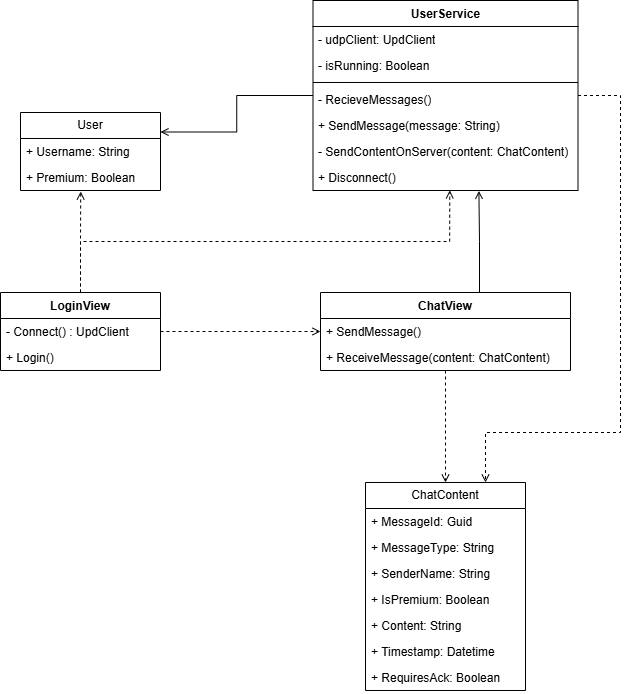 UserService
- udpClient: UpdClient
- isRunning: Boolean
- RecieveMessages()
+ SendMessage(message: String)
- SendContentOnServer(content: ChatContent)
+ Disconnect()
User
+ Username: String
+ Premium: Boolean
LoginView
- Connect() : UpdClient
+ Login()
ChatView
+ SendMessage()
+ ReceiveMessage(content: ChatContent)
ChatContent
+ MessageId: Guid
+ MessageType: String
+ SenderName: String
+ IsPremium: Boolean
+ Content: String
+ Timestamp: Datetime
+ RequiresAck: Boolean